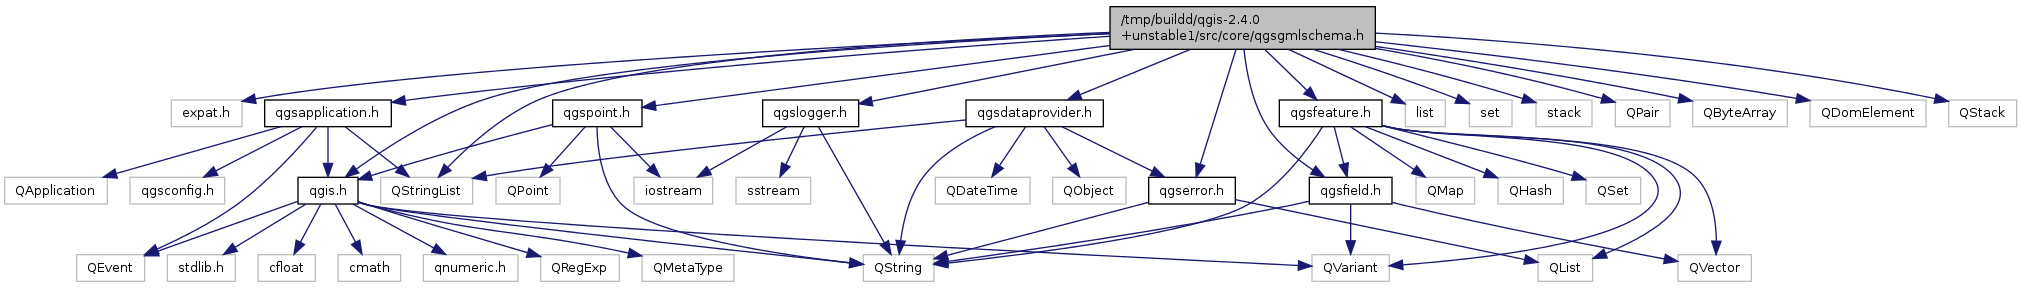 /tmp/buildd/qgis-2.4.0
+unstable1/src/core/qgsgmlschema.h
expat.h
qgsapplication.h
qgspoint.h
qgslogger.h
qgsdataprovider.h
qgsfeature.h
list
set
stack
QPair
QByteArray
QDomElement
QStack
QApplication
qgsconfig.h
qgis.h
QStringList
QPoint
iostream
sstream
QDateTime
QObject
qgserror.h
qgsfield.h
QMap
QHash
QSet
QEvent
stdlib.h
cfloat
cmath
qnumeric.h
QRegExp
QMetaType
QString
QVariant
QList
QVector